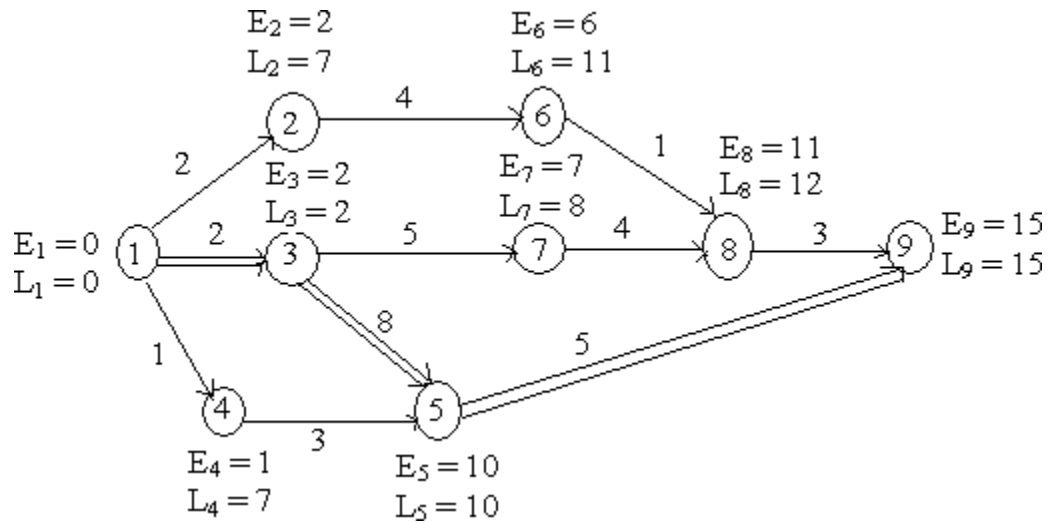 E₂ = 2
L₂ = 7
E₆ = 6
L₆ = 11
4
2
6
2
1
E₃ = 2
L₃ = 2
E₇ = 7
L₇ = 8
E₈ = 11
L₈ = 12
E₁ = 0
L₁ = 0
1
2
3
5
7
4
8
3
9
E₉ = 15
L₉ = 15
1
8
5
4
3
5
E₄ = 1
L₄ = 7
E₅ = 10
L₅ = 10